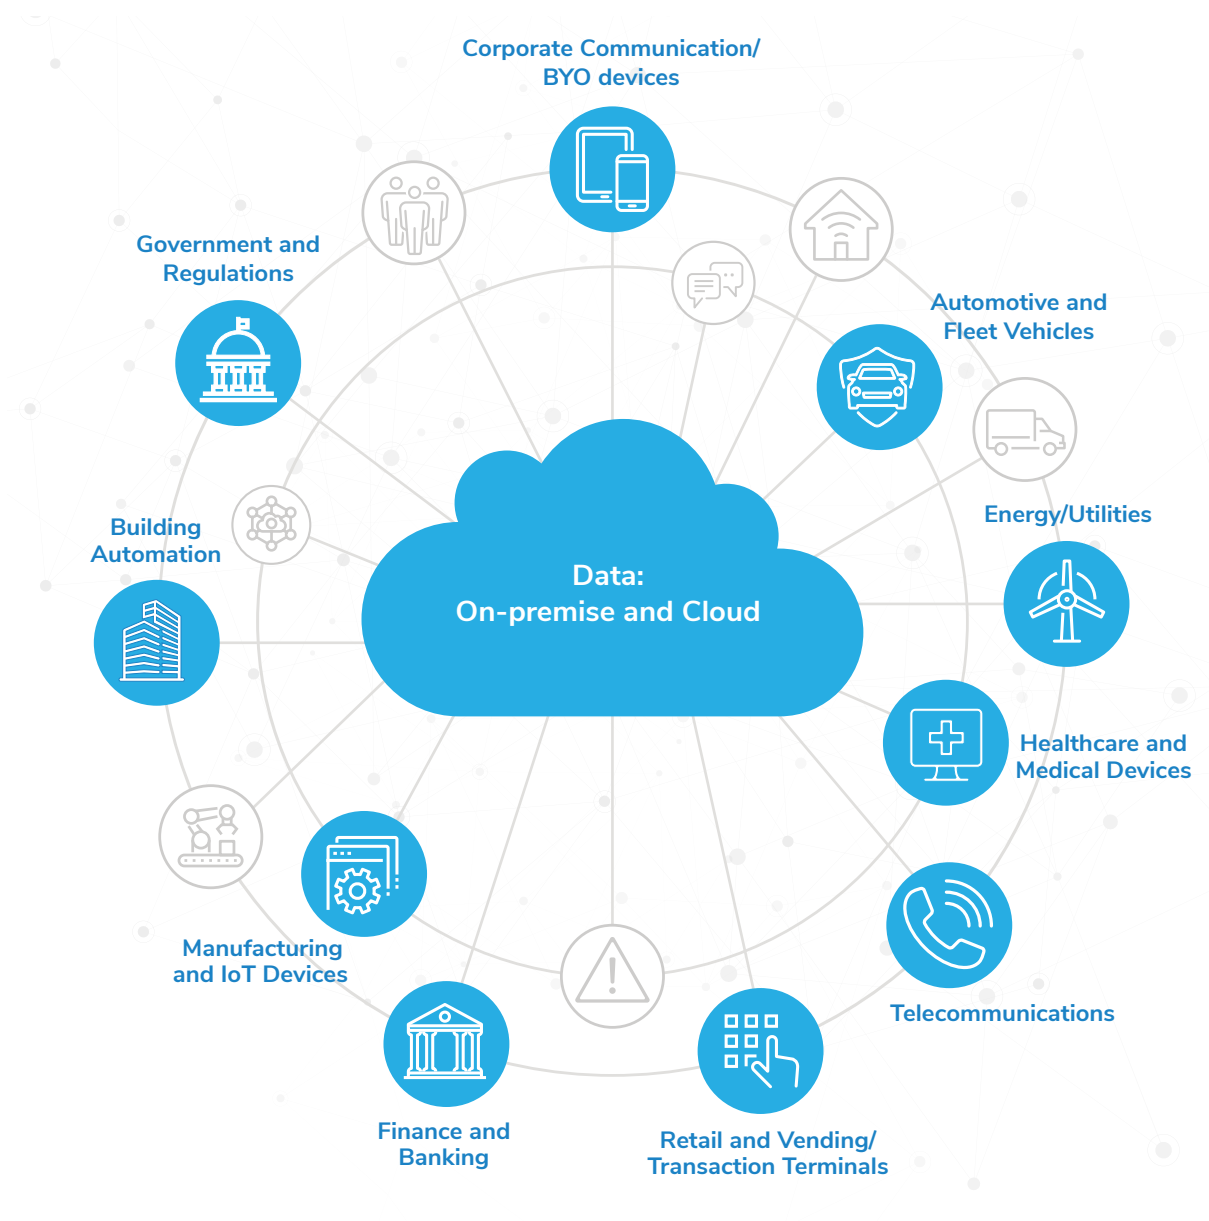 Corporate Communication/
BYO devices
Government and
Regulations
Automotive and
Fleet Vehicles
Building
Automation
Energy/Utilities
Data:
On-premise and Cloud
Healthcare and
Medical Devices
Manufacturing
and IoT Devices
Telecommunications
Finance and
Banking
Retail and Vending/
Transaction Terminals